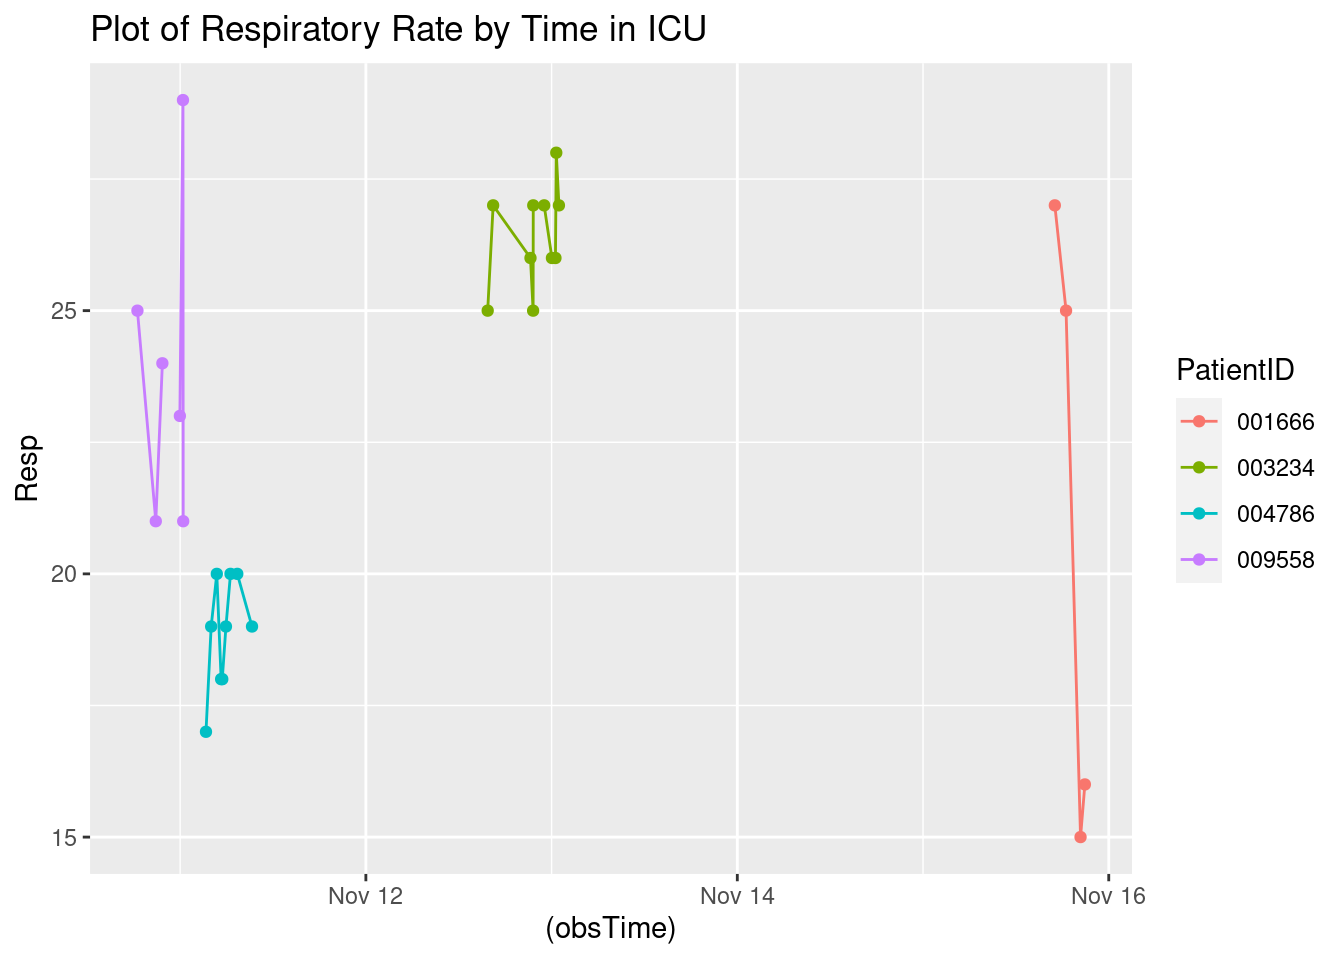 Plot of Respiratory Rate by Time in ICU
25
20
15
Resp
Nov 12
Nov 14
Nov 16
(obsTime)
PatientID
001666
003234
004786
009558